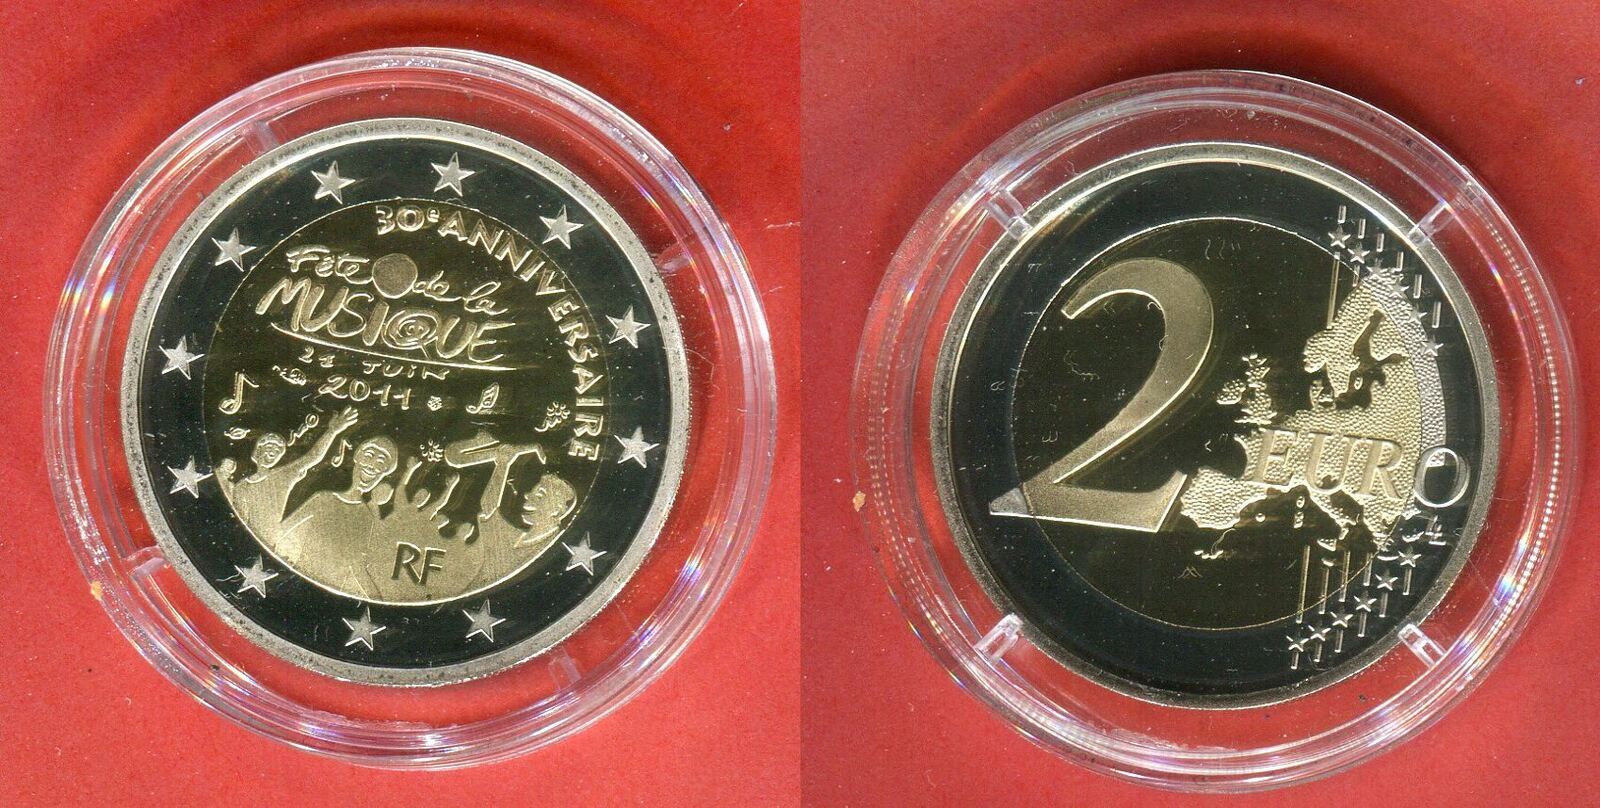 30e ANNIVERSAIRE
Fête de la
MUSIQUE
21 JUIN
2011
RF
2 EURO